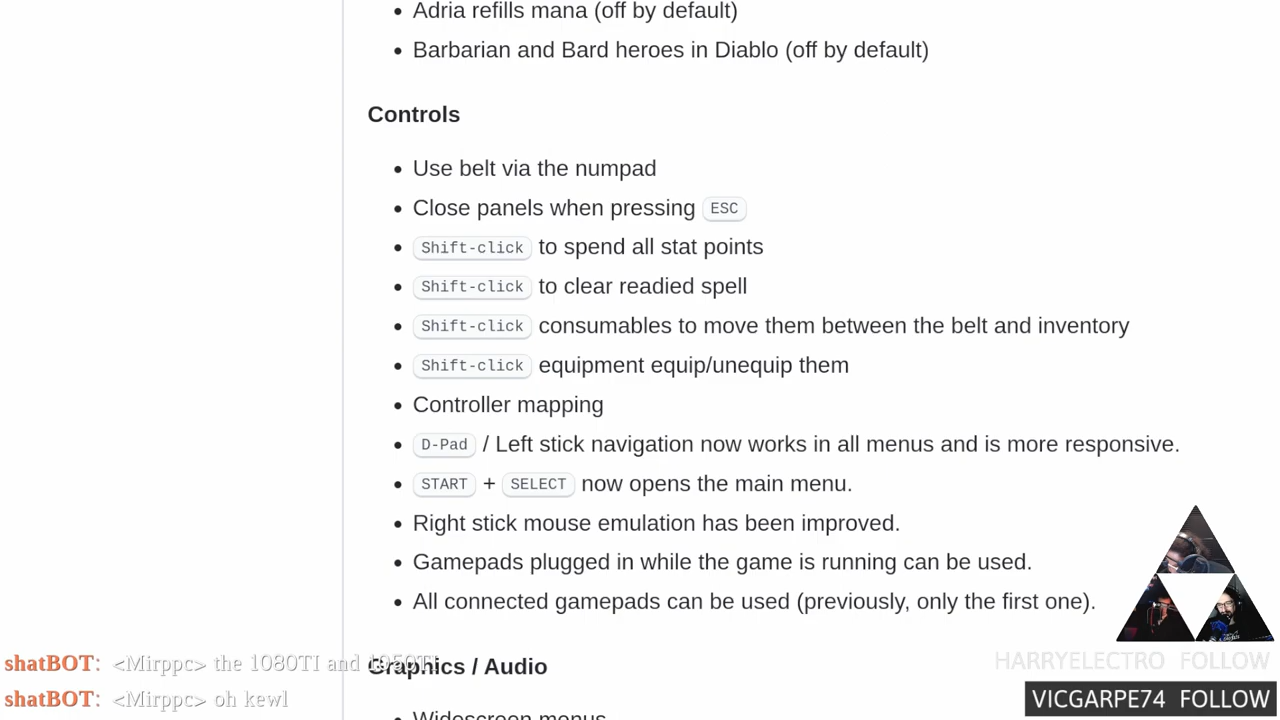 Adria refills mana (off by default)
Barbarian and Bard heroes in Diablo (off by default)
Controls
Use belt via the numpad
Close panels when pressing ESC
Shift-click to spend all stat points
Shift-click to clear readied spell
Shift-click consumables to move them between the belt and inventory
Shift-click equipment equip/unequip them
Controller mapping
D-Pad / Left stick navigation now works in all menus and is more responsive.
START + SELECT now opens the main menu.
Right stick mouse emulation has been improved.
Gamepads plugged in while the game is running can be used.
All connected gamepads can be used (previously, only the first one).
Graphics / Audio
Widescreen menus
shatBOT: <Mirppc> the 1080TI and 1050TI
shatBOT: <Mirppc> oh kewl
HARRYELECTRO FOLLOW
VICGARPE74 FOLLOW